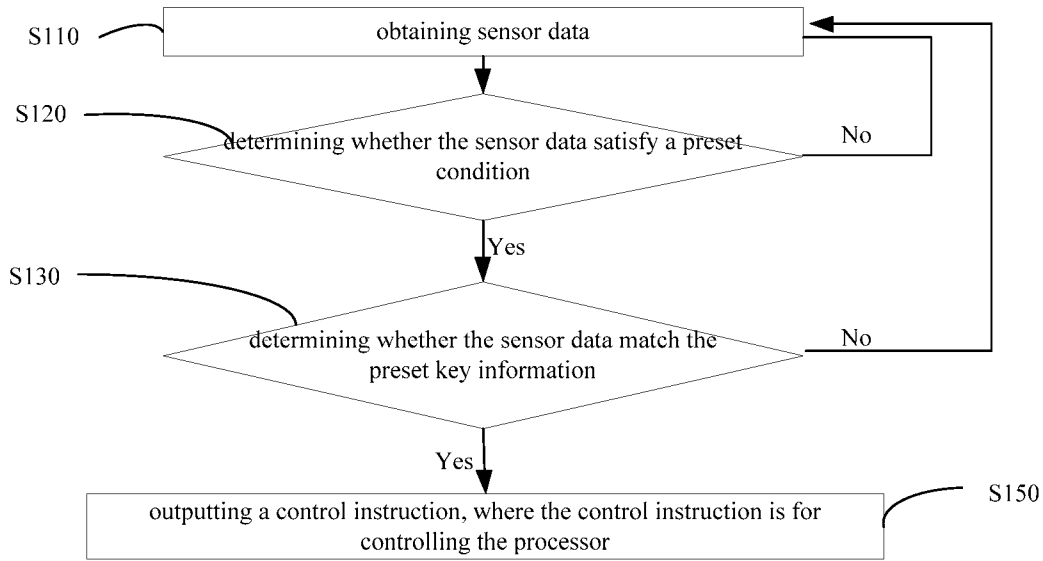 S110
obtaining sensor data
S120
determining whether the sensor data satisfy a preset
condition
No
Yes
S130
determining whether the sensor data match the
preset key information
No
Yes
S150
outputting a control instruction, where the control instruction is for
controlling the processor